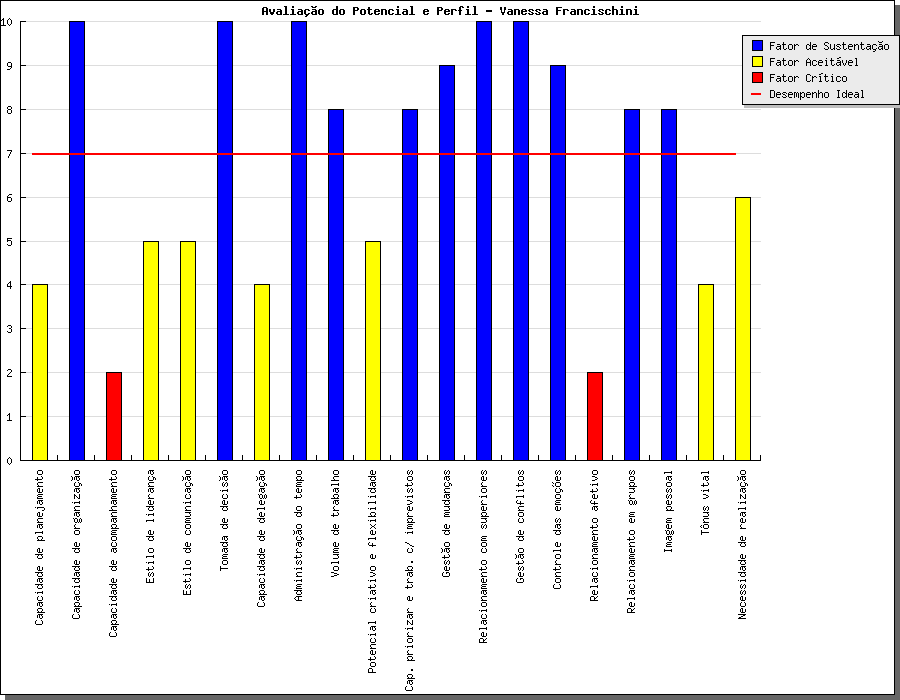 Avaliação do Potencial e Perfil - Vanessa Francischini
Fator de Sustentação
Fator Aceitável
Fator Crítico
Desempenho Ideal
10
9
8
7
6
5
4
3
2
1
0
Capacidade de planejamento
Capacidade de organização
Capacidade de acompanhamento
Estilo de liderança
Estilo de comunicação
Tomada de decisão
Capacidade de delegação
Administração do tempo
Volume de trabalho
Potencial criativo e flexibilidade
Cap. priorizar e trab. c/ imprevistos
Gestão de mudanças
Relacionamento com superiores
Gestão de conflitos
Controle das emoções
Relacionamento afetivo
Relacionamento em grupos
Imagem pessoal
Tônus vital
Necessidade de realização